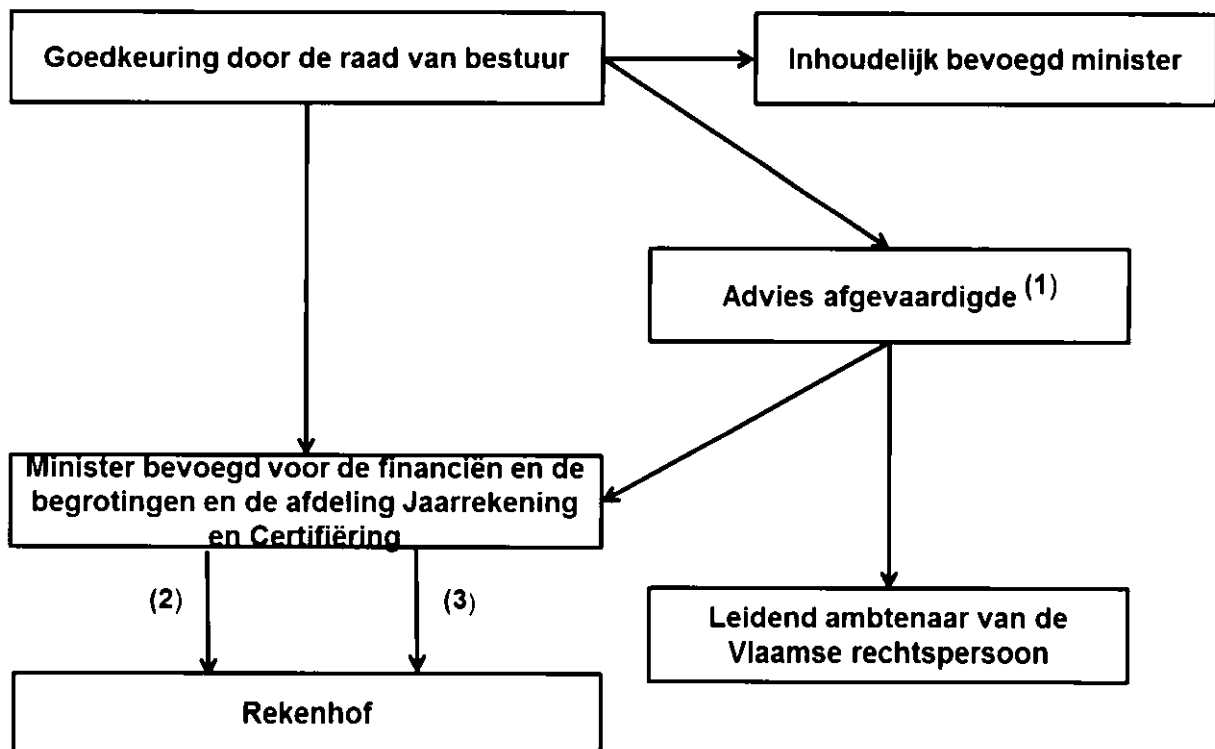 Goedkeuring door de raad van bestuur
Inhoudelijk bevoegd minister
Advies afgevaardigde (1)
Minister bevoegd voor de financiën en de
begrotingen en de afdeling Jaarrekening
en Certifiëring
(2)
(3)
Leidend ambtenaar van de
Vlaamse rechtspersoon
Rekenhof